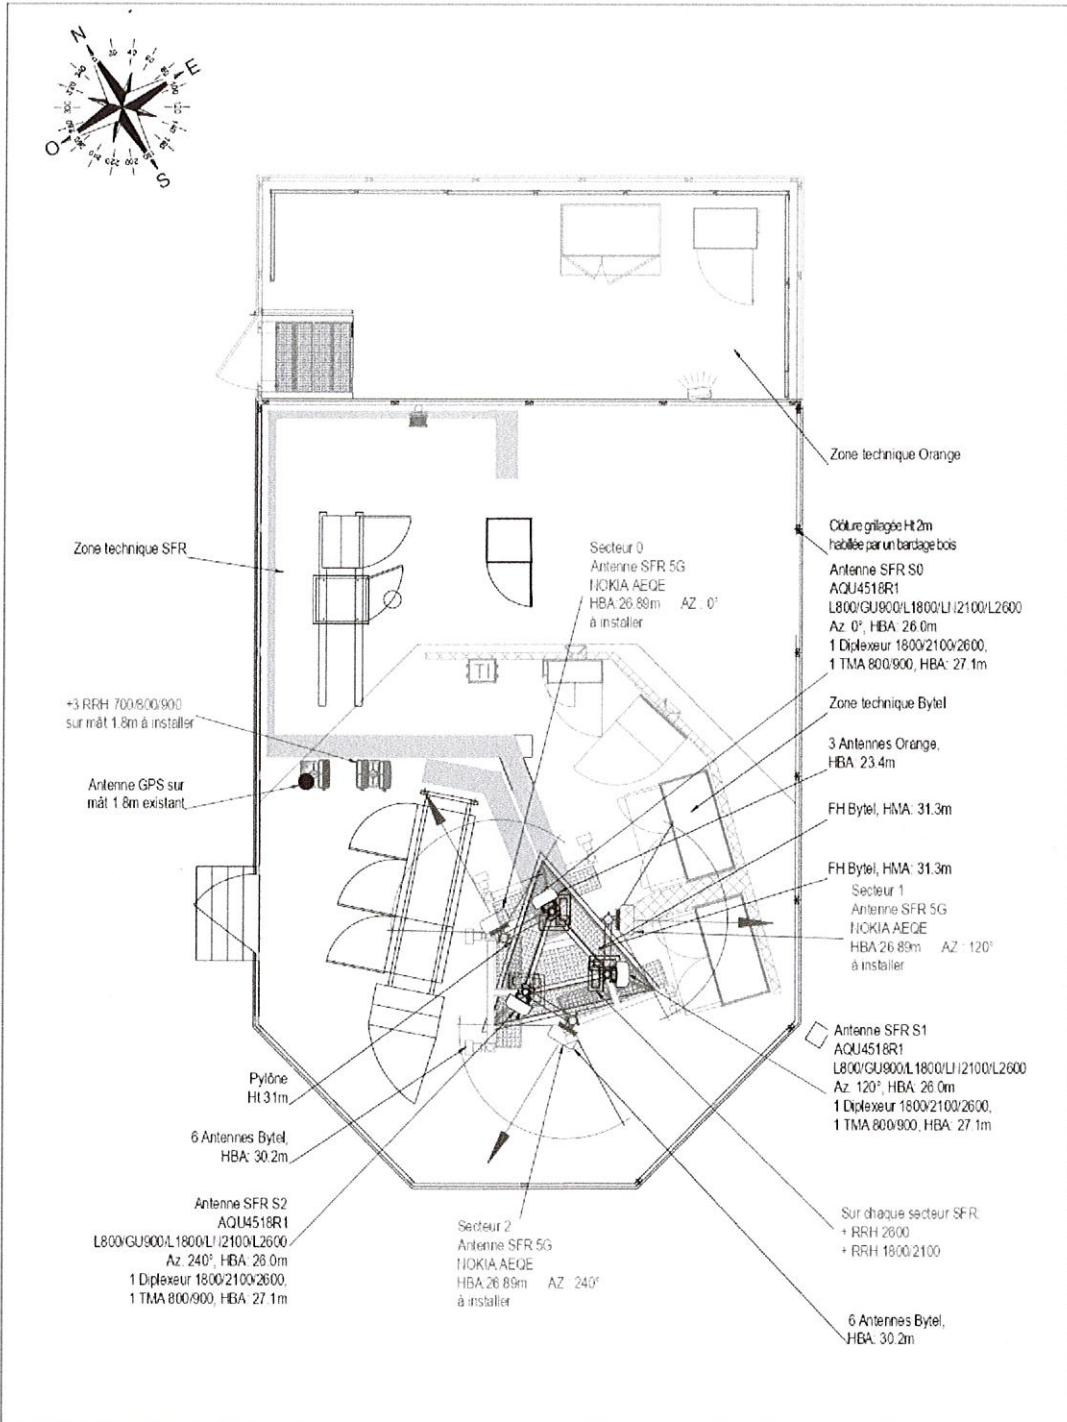 N
E
S
O
Zone technique Orange
Clôture grillagée Ht 2m
habillée par un bardage bois
Zone technique SFR
Secteur 0
Antenne SFR 5G
NOKIA AEQE
HBA:26.89m AZ : 0°
à installer
Antenne SFR S0
AQU4518R1
L800/GU900/L1800/LU2100/L2600
Az. 0°, HBA: 26.0m
1 Diplexeur 1800/2100/2600,
1 TMA 800/900, HBA: 27.1m
TI
+3 RRH 700/800/900
sur mât 1.8m à installer
Zone technique Bytel
3 Antennes Orange,
HBA: 23.4m
Antenne GPS sur
mât 1.8m existant
FH Bytel, HMA: 31.3m
FH Bytel, HMA: 31.3m
Secteur 1
Antenne SFR 5G
NOKIA AEQE
HBA:26.89m AZ : 120°
à installer
Antenne SFR S1
AQU4518R1
L800/GU900/L1800/LU2100/L2600
Az. 120°, HBA: 26.0m
1 Diplexeur 1800/2100/2600,
1 TMA 800/900, HBA: 27.1m
Pylône
Ht 31m
6 Antennes Bytel,
HBA: 30.2m
Antenne SFR S2
AQU4518R1
L800/GU900/L1800/LU2100/L2600
Az. 240°, HBA: 26.0m
1 Diplexeur 1800/2100/2600,
1 TMA 800/900, HBA: 27.1m
Secteur 2
Antenne SFR 5G
NOKIA AEQE
HBA:26.89m AZ : 240°
à installer
Sur chaque secteur SFR:
+ RRH 2600
+ RRH 1800/2100
6 Antennes Bytel,
HBA: 30.2m